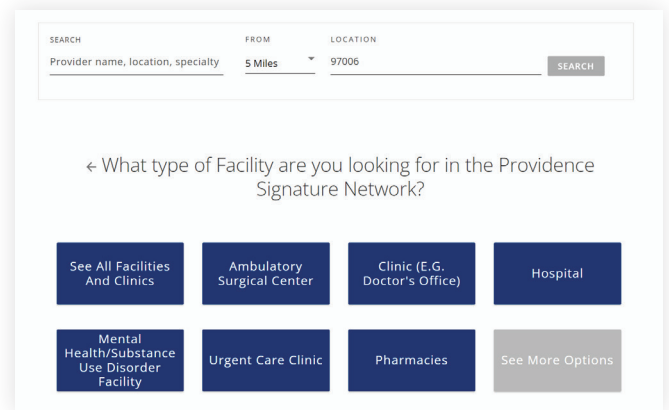 SEARCH
FROM
LOCATION
Provider name, location, specialty
5 Miles
97006
SEARCH
← What type of Facility are you looking for in the Providence
Signature Network?
See All Facilities
And Clinics
Ambulatory
Surgical Center
Clinic (E.G.
Doctor's Office)
Hospital
Mental
Health/Substance
Use Disorder
Facility
Urgent Care Clinic
Pharmacies
See More Options